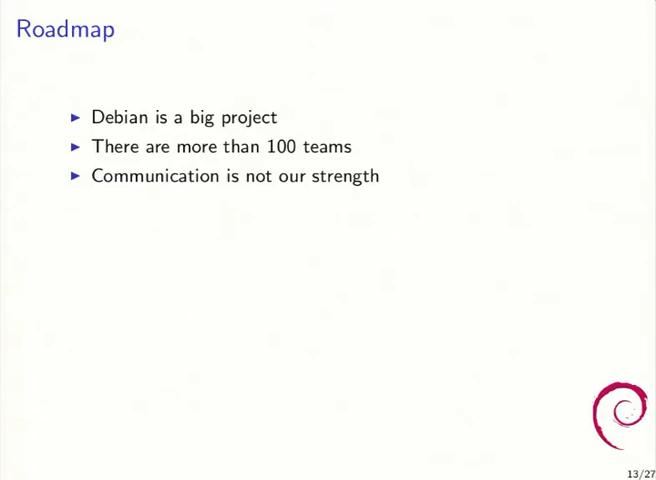 Roadmap
Debian is a big project
There are more than 100 teams
Communication is not our strength
13/27